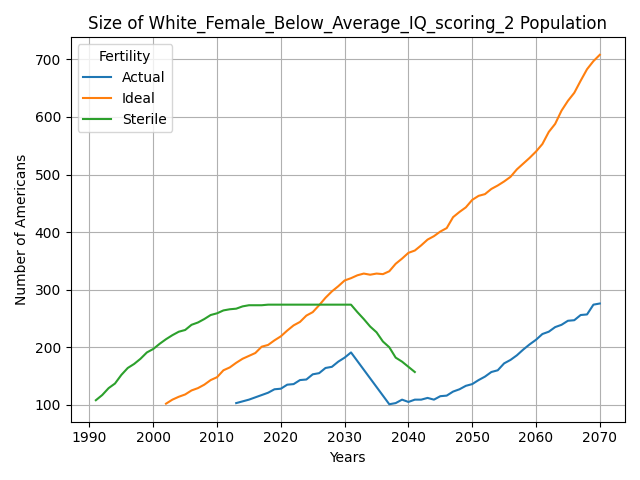 Size of White_Female_Below_Average_IQ_scoring_2 Population
Fertility
Actual
Ideal
Sterile
Number of Americans
700
600
500
400
300
200
100
1990 2000 2010 2020 2030 2040 2050 2060 2070
Years